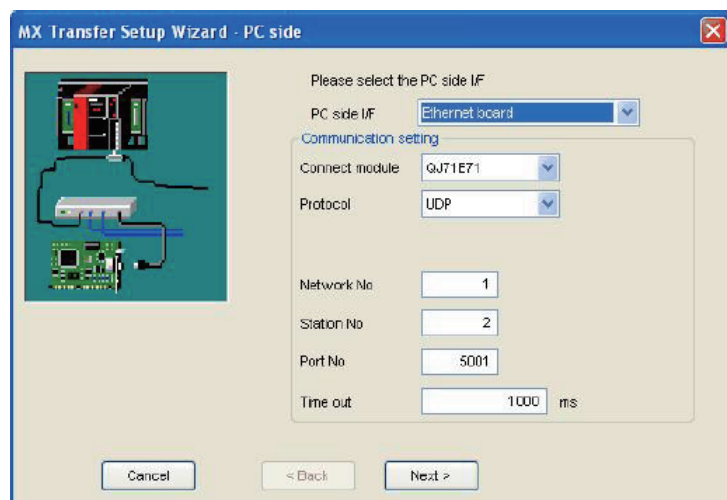 MX Transfer Setup Wizard - PC side
Please select the PC side I/F
PC side I/F Ethernet board
Communication setting
Connect module QJ71E71
Protocol UDP
Network No 1
Station No 2
Port No 5001
Time out 1000 ms
Cancel < Back Next >